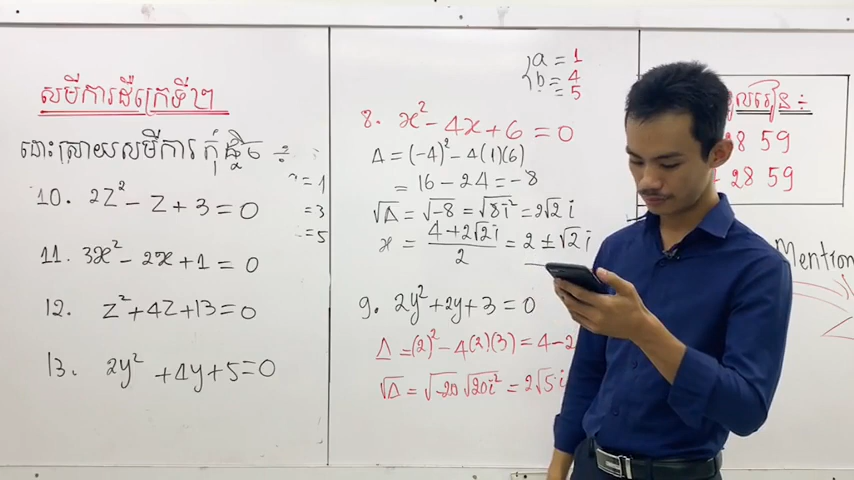 សមីការដឺក្រេទី២
ដោះស្រាយសមីការកុំផ្លិច ÷
10. 2Z² - Z + 3 = 0
11. 3x² - 2x + 1 = 0
12. Z² + 4Z + 13 = 0
13. 2y² + 4y + 5 = 0
= 1
= 3
= 5
a = 1
b = 4
= 5
8. x² - 4x + 6 = 0
Δ = (-4)² - 4(1)(6)
= 16 - 24 = -8
√Δ = √-8 = √8i² = 2√2 i
x = (4 + 2√2 i)/2 = 2 ± √2 i
9. 2y² + 2y + 3 = 0
Δ = (2)² - 4(2)(3) = 4 - 2
√Δ = √-20 √20i² = 2√5 i
59
28 59
Mention